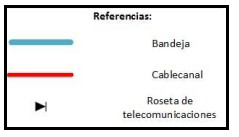 Referencias:
Bandeja
Cablecanal
Roseta de
telecomunicaciones